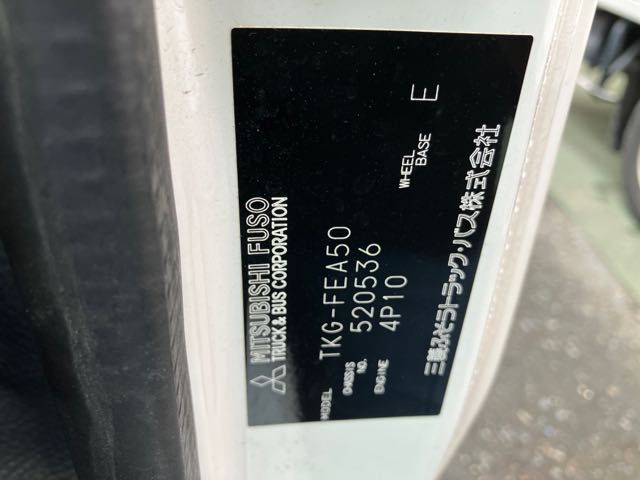 MITSUBISHI FUSO
TRUCK & BUS CORPORATION
MODEL TKG-FEA50
CHASSIS NO. 520536
ENGINE 4P10
WHEEL BASE E
三菱ふそうトラック・バス株式会社